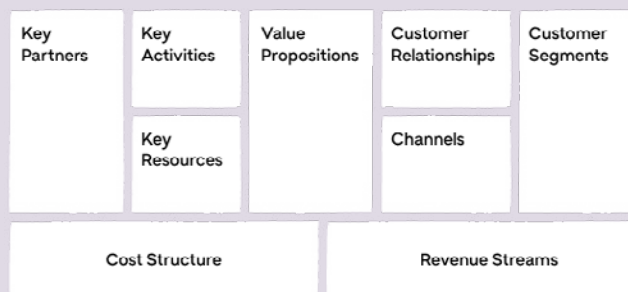 Key
Partners
Key
Activities
Key
Resources
Value
Propositions
Customer
Relationships
Channels
Customer
Segments
Cost Structure
Revenue Streams